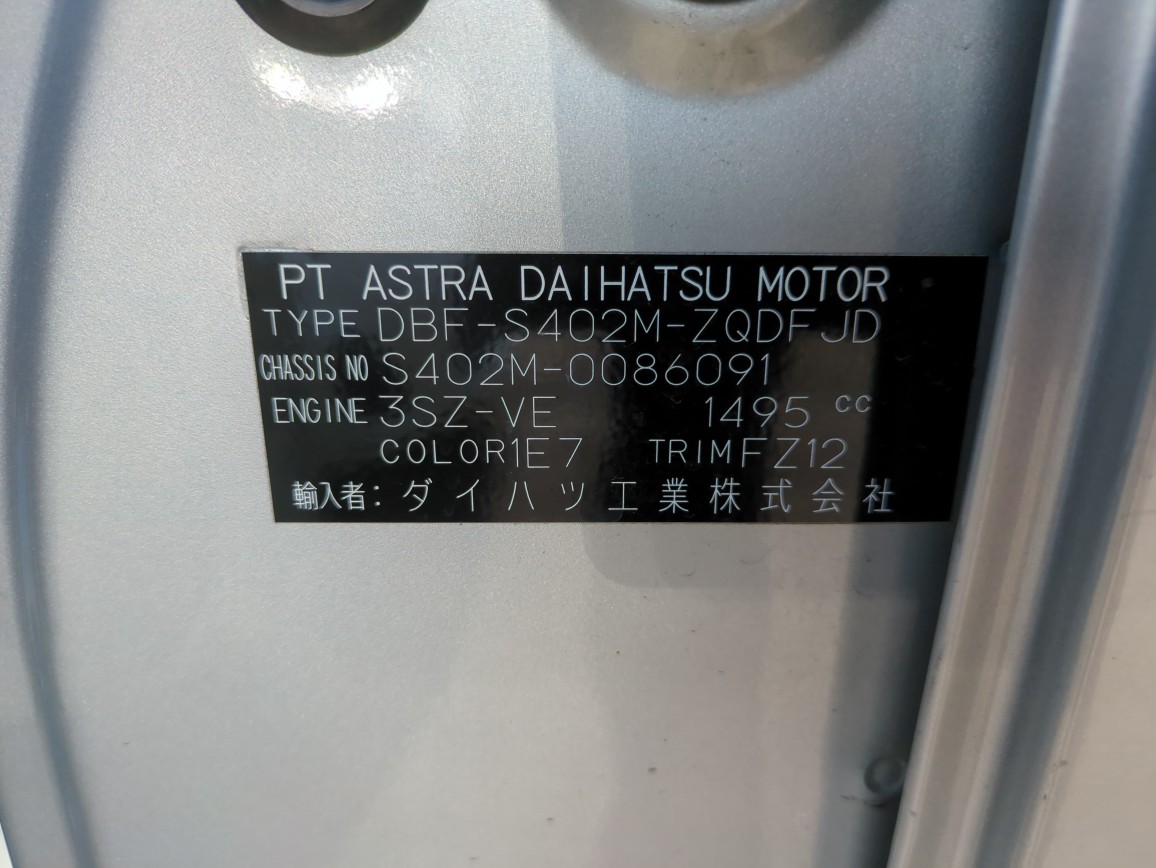 PT ASTRA DAIHATSU MOTOR
TYPE DBF-S402M-ZQDFJD
CHASSIS NO S402M-0086091
ENGINE 3SZ-VE 1495 cc
COLOR 1E7 TRIM FZ12
輸入者：ダイハツ工業株式会社